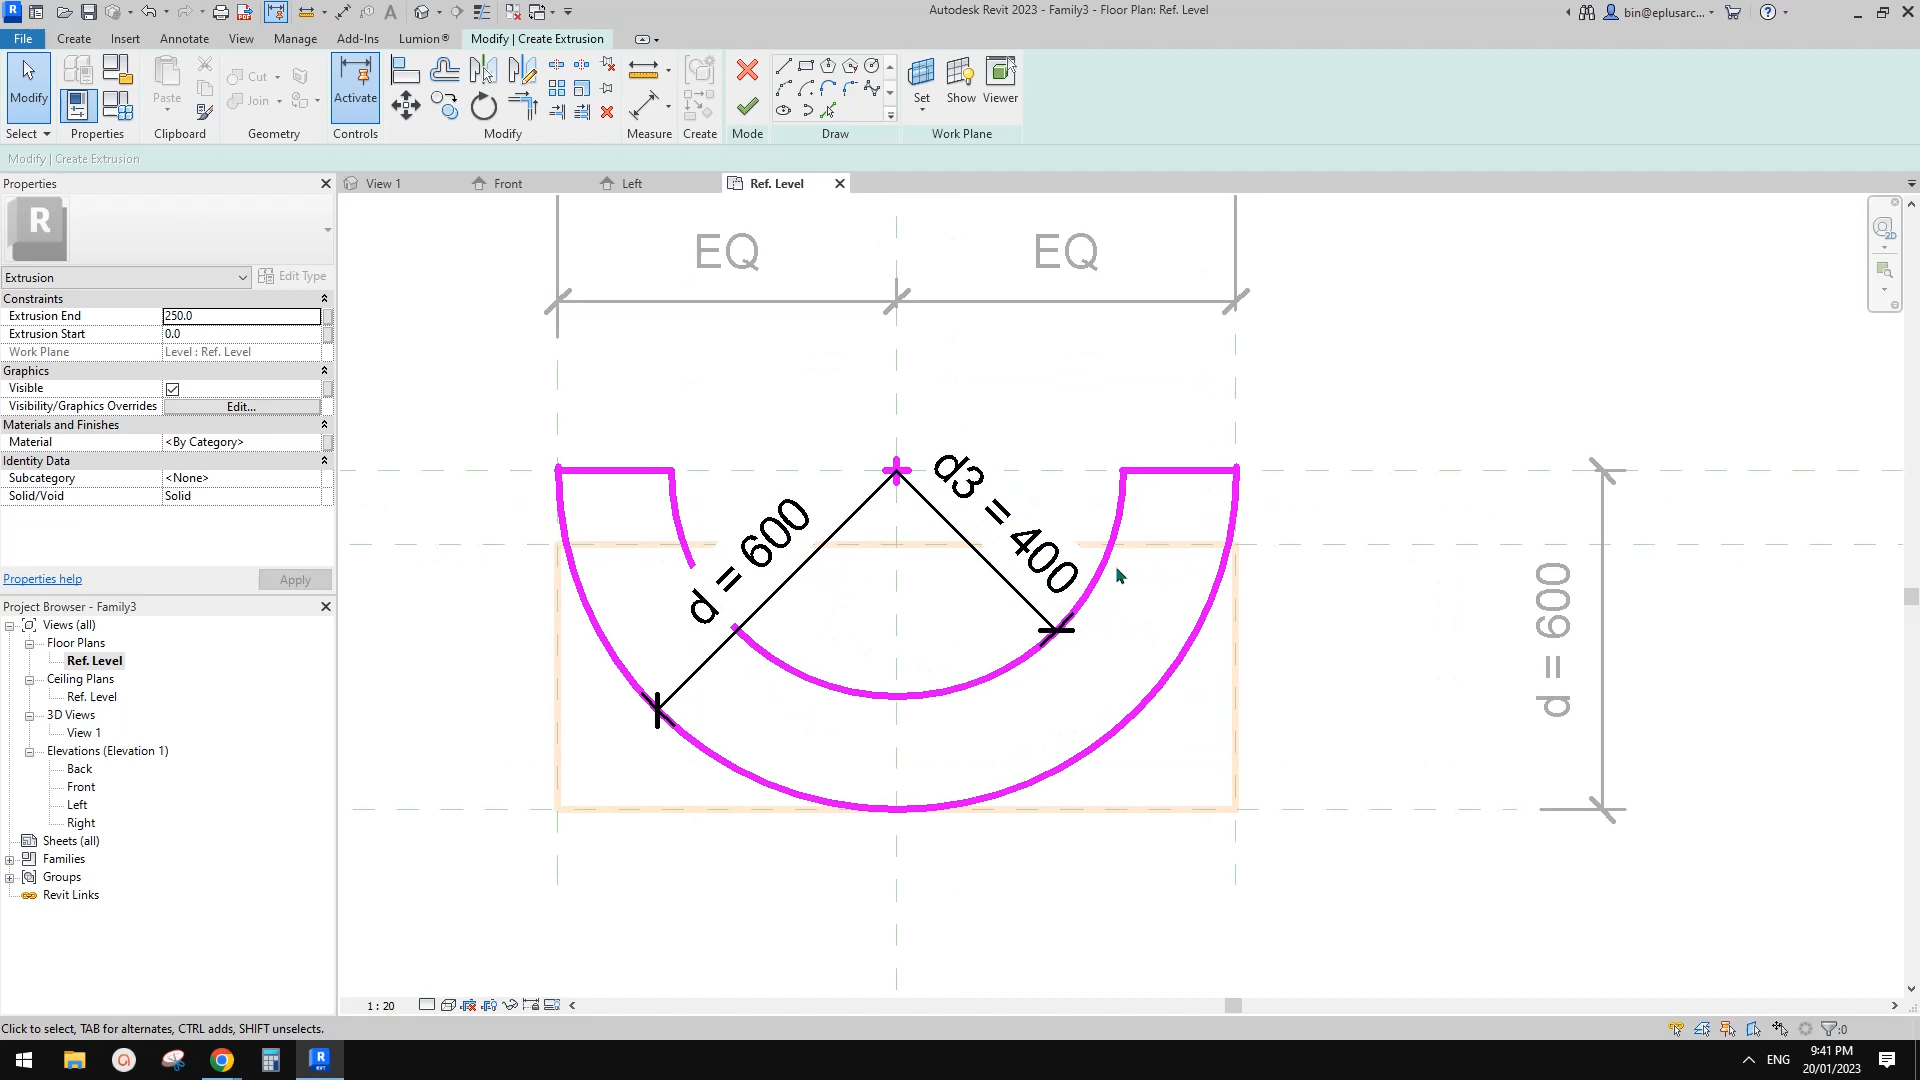 Autodesk Revit 2023 - Family3 - Floor Plan: Ref. Level
bin@eplusarc...
File Create Insert Annotate View Manage Add-Ins Lumion® Modify | Create Extrusion
Modify Paste Cut Join Activate Set Show Viewer
Select Properties Clipboard Geometry Controls Modify Measure Create Mode Draw Work Plane
Modify | Create Extrusion
Properties
View 1 Front Left Ref. Level
R
Extrusion Edit Type
Constraints
Extrusion End 250.0
Extrusion Start 0.0
Work Plane Level : Ref. Level
Graphics
Visible
Visibility/Graphics Overrides Edit...
Materials and Finishes
Material <By Category>
Identity Data
Subcategory <None>
Solid/Void Solid
Properties help Apply
Project Browser - Family3
Views (all)
Floor Plans
Ref. Level
Ceiling Plans
Ref. Level
3D Views
View 1
Elevations (Elevation 1)
Back
Front
Left
Right
Sheets (all)
Families
Groups
Revit Links
EQ EQ
d = 600
d3 = 400
d = 600
2D
1 : 20
Click to select, TAB for alternates, CTRL adds, SHIFT unselects.
:0
ENG
9:41 PM
20/01/2023